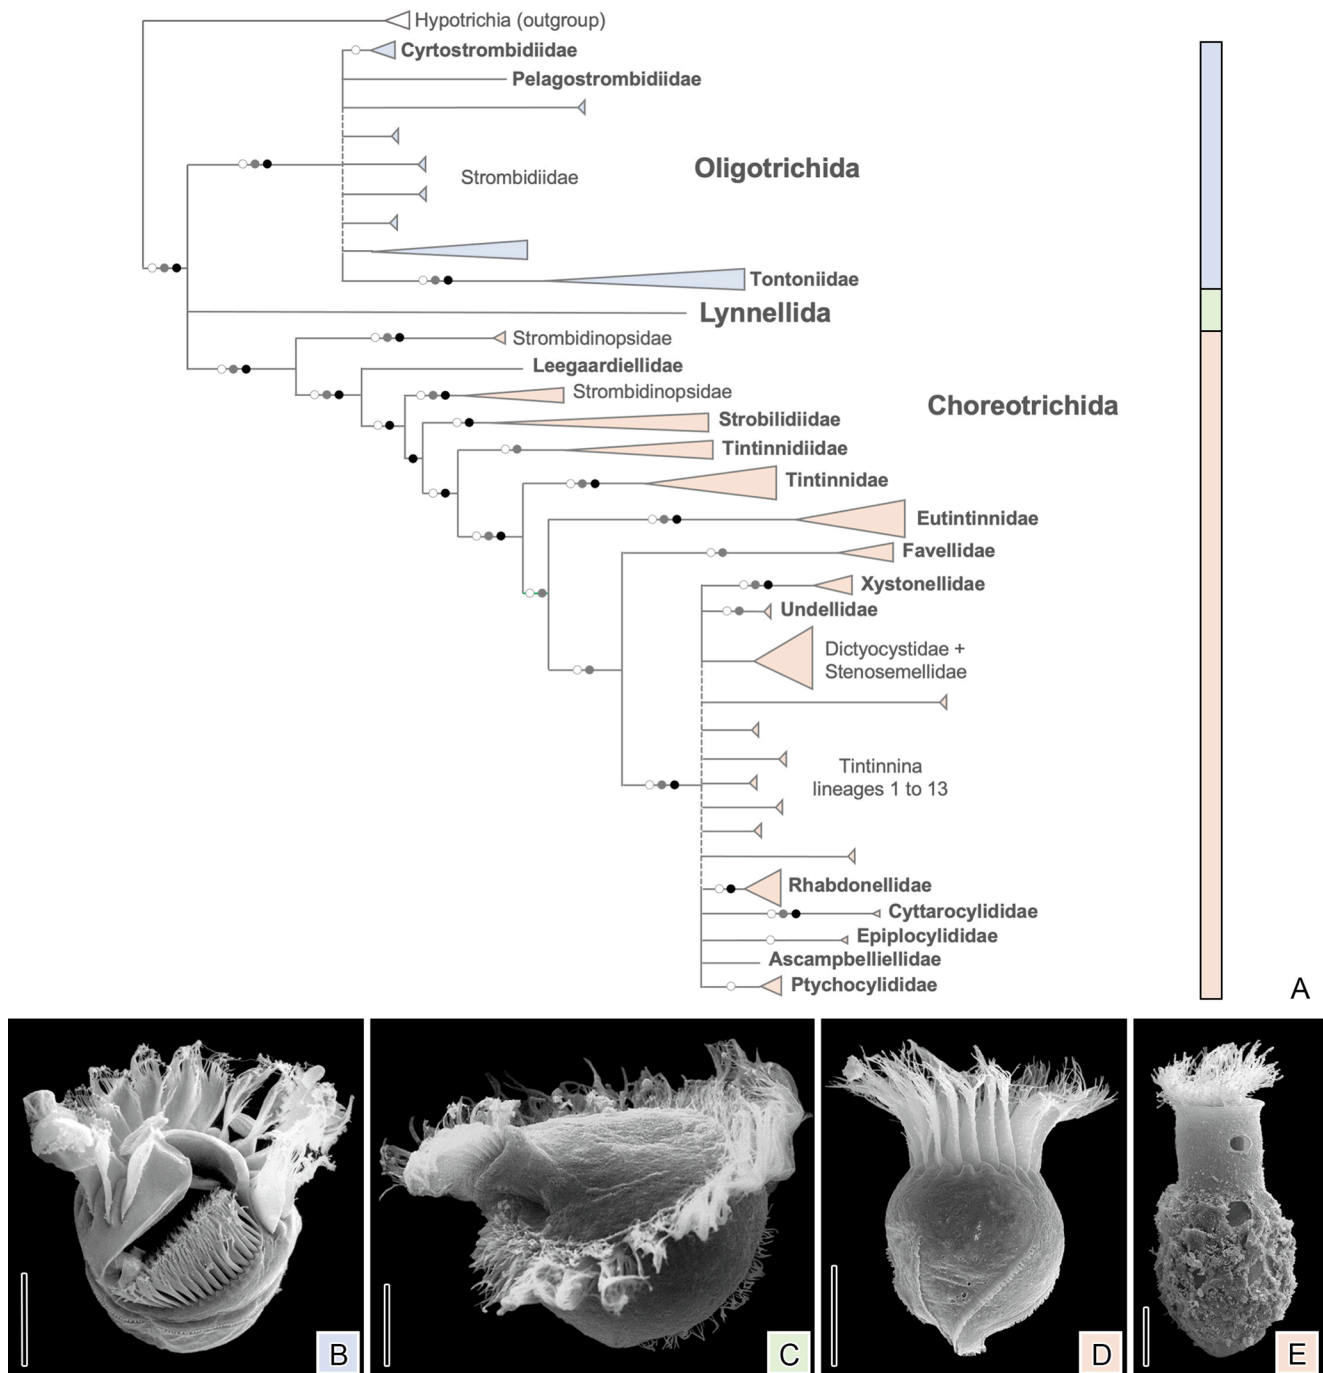 Hypotrichia (outgroup)
Cyrtostrombidiidae
Pelagostrombidiidae
Oligotrichida
Strombidiidae
Tontoniidae
Lynnellida
Strombidinopsidae
Leegaardiellidae
Strombidinopsidae
Choreotrichida
Strobilidiidae
Tintinnidiidae
Tintinnidae
Eutintinnidae
Favellidae
Xystonellidae
Undellidae
Dictyocystidae +
Stenosemellidae
Tintinnina
lineages 1 to 13
Rhabdonellidae
Cyttarocylididae
Epiplocylididae
Ascampbelliellidae
Ptychocylididae
A
B
C
D
E